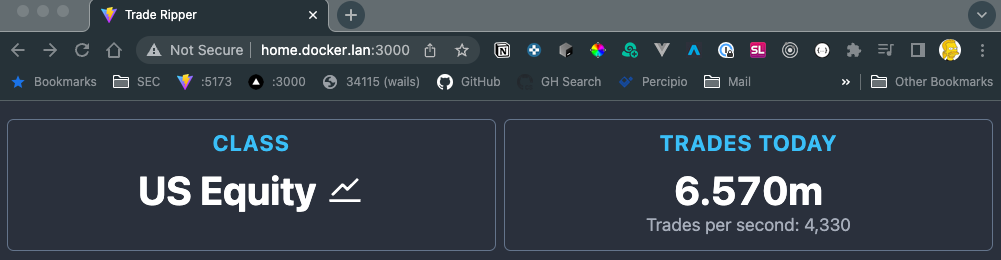 Trade Ripper
Not Secure home.docker.lan:3000
Bookmarks SEC :5173 :3000 34115 (wails) GitHub GH Search Percipio Mail » Other Bookmarks
CLASS
US Equity
TRADES TODAY
6.570m
Trades per second: 4,330